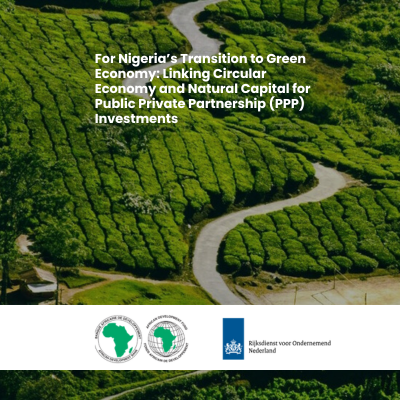 For Nigeria's Transition to Green
Economy: Linking Circular
Economy and Natural Capital for
Public Private Partnership (PPP)
Investments
Rijksdienst voor Ondernemend
Nederland